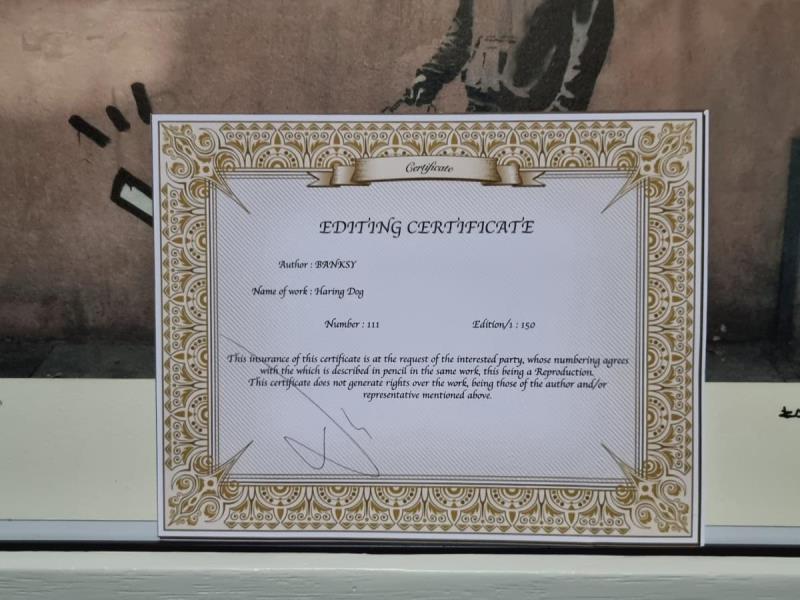 Certificate
EDITING CERTIFICATE
Author : BANKSY
Name of work : Haring Dog
Number : 111 Edition/1 : 150
This insurance of this certificate is at the request of the interested party, whose numbering agrees
with the which is described in pencil in the same work, this being a Reproduction.
This certificate does not generate rights over the work, being those of the author and/or
representative mentioned above.